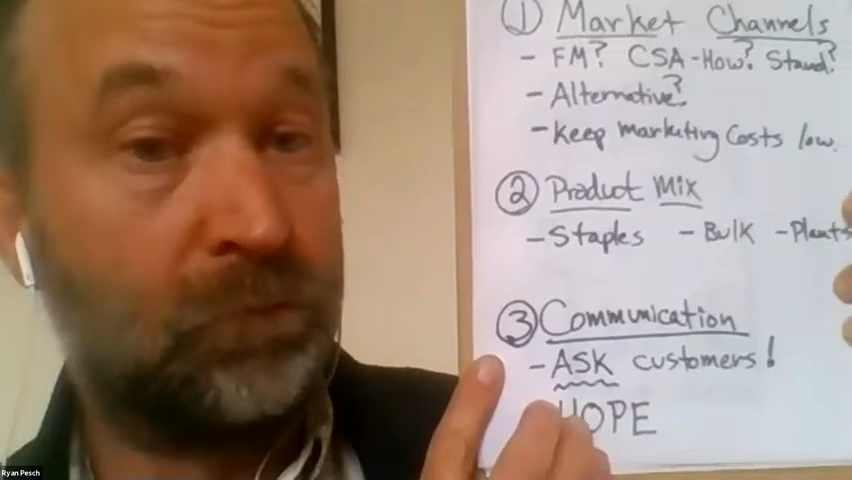 ① Market Channels
- FM? CSA-How? Stand?
- Alternative?
- Keep marketing costs low.
② Product Mix
- Staples - Bulk - Plants
③ Communication
- ASK customers!
HOPE
Ryan Pesch